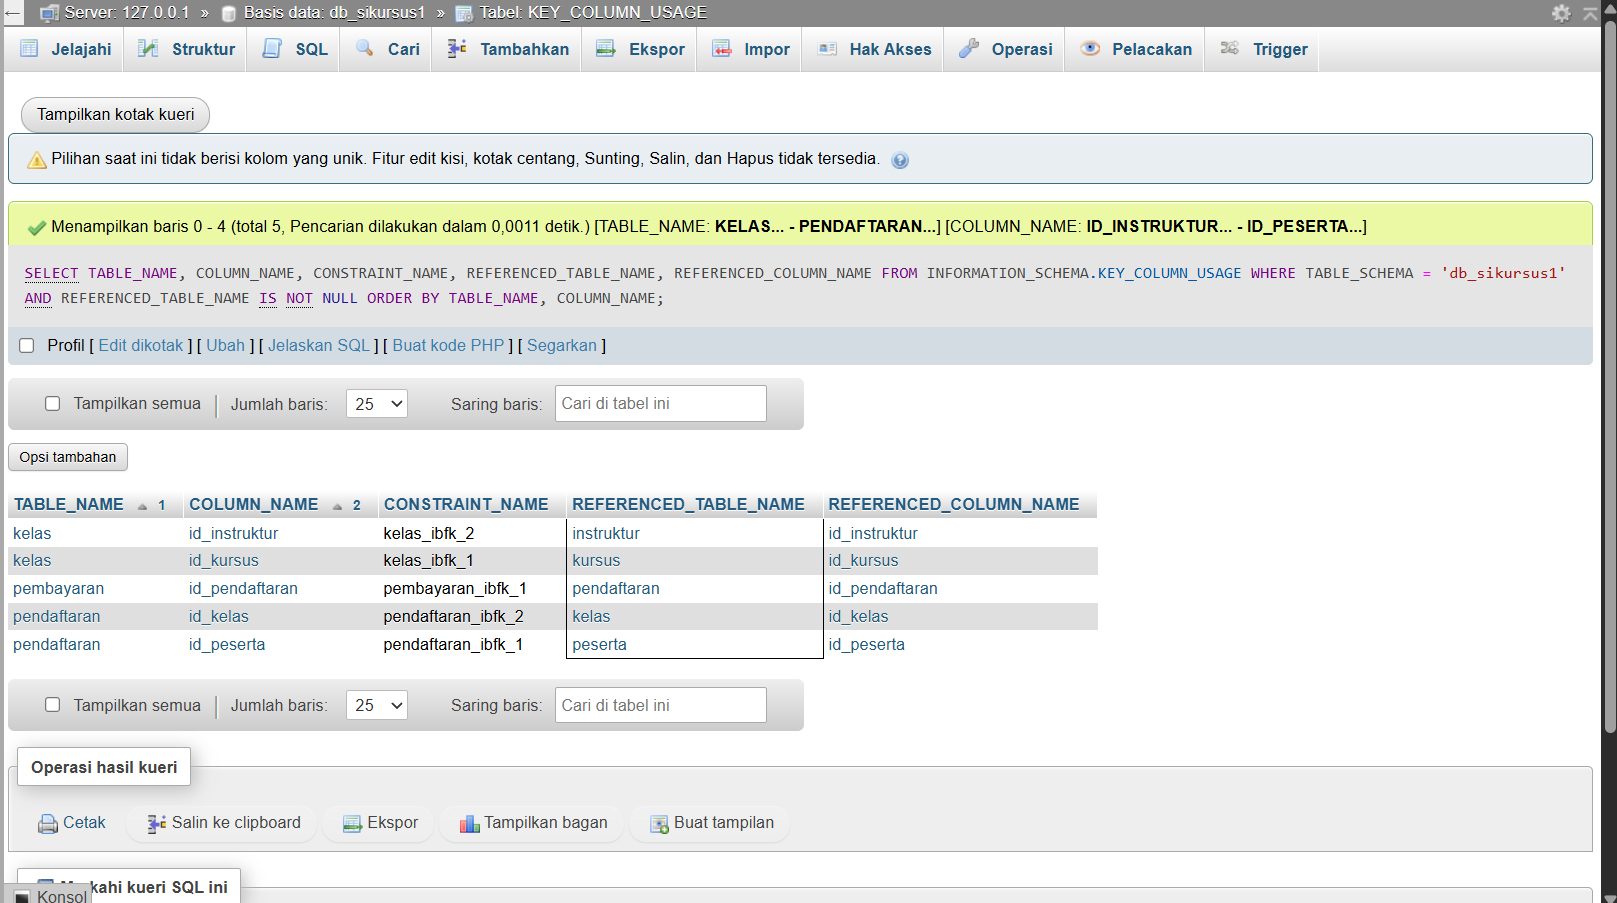 ← Server: 127.0.0.1 » Basis data: db_sikursus1 » Tabel: KEY_COLUMN_USAGE
Jelajahi Struktur SQL Cari Tambahkan Ekspor Impor Hak Akses Operasi Pelacakan Trigger
Tampilkan kotak kueri
Pilihan saat ini tidak berisi kolom yang unik. Fitur edit kisi, kotak centang, Sunting, Salin, dan Hapus tidak tersedia.
Menampilkan baris 0 - 4 (total 5, Pencarian dilakukan dalam 0,0011 detik.) [TABLE_NAME: KELAS... - PENDAFTARAN...] [COLUMN_NAME: ID_INSTRUKTUR... - ID_PESERTA...]
SELECT TABLE_NAME, COLUMN_NAME, CONSTRAINT_NAME, REFERENCED_TABLE_NAME, REFERENCED_COLUMN_NAME FROM INFORMATION_SCHEMA.KEY_COLUMN_USAGE WHERE TABLE_SCHEMA = 'db_sikursus1'
AND REFERENCED_TABLE_NAME IS NOT NULL ORDER BY TABLE_NAME, COLUMN_NAME;
Profil [ Edit dikotak ] [ Ubah ] [ Jelaskan SQL ] [ Buat kode PHP ] [ Segarkan ]
Tampilkan semua | Jumlah baris: 25 Saring baris: Cari di tabel ini
Opsi tambahan
TABLE_NAME 1 COLUMN_NAME 2 CONSTRAINT_NAME REFERENCED_TABLE_NAME REFERENCED_COLUMN_NAME
kelas id_instruktur kelas_ibfk_2 instruktur id_instruktur
kelas id_kursus kelas_ibfk_1 kursus id_kursus
pembayaran id_pendaftaran pembayaran_ibfk_1 pendaftaran id_pendaftaran
pendaftaran id_kelas pendaftaran_ibfk_2 kelas id_kelas
pendaftaran id_peserta pendaftaran_ibfk_1 peserta id_peserta
Tampilkan semua | Jumlah baris: 25 Saring baris: Cari di tabel ini
Operasi hasil kueri
Cetak Salin ke clipboard Ekspor Tampilkan bagan Buat tampilan
kueri SQL ini
Konsol